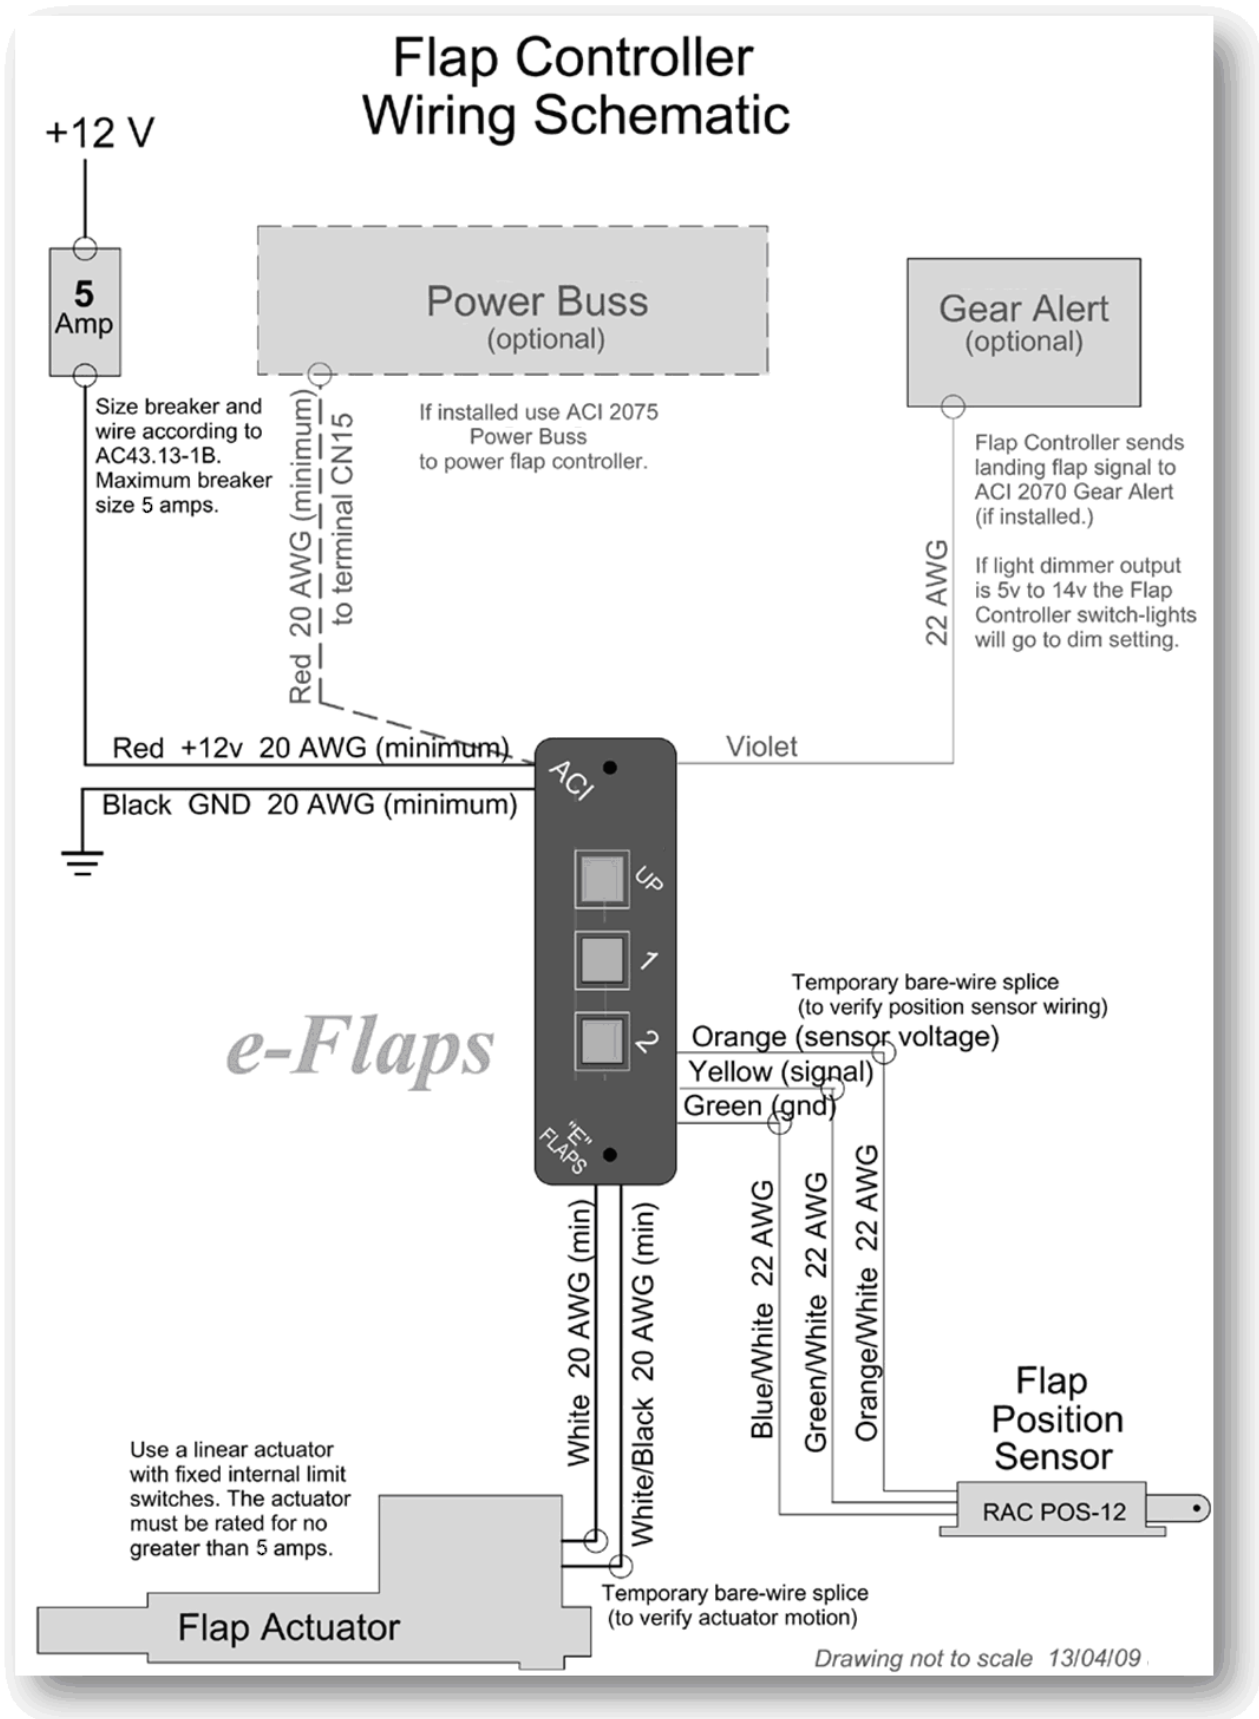 Flap Controller
Wiring Schematic
+12 V
5
Amp
Power Buss
(optional)
Gear Alert
(optional)
Size breaker and
wire according to
AC43.13-1B.
Maximum breaker
size 5 amps.
Red 20 AWG (minimum)
to terminal CN15
If installed use ACI 2075
Power Buss
to power flap controller.
Flap Controller sends
landing flap signal to
ACI 2070 Gear Alert
(if installed.)
22 AWG
If light dimmer output
is 5v to 14v the Flap
Controller switch-lights
will go to dim setting.
Red +12v 20 AWG (minimum)
Violet
Black GND 20 AWG (minimum)
ACI
UP
1
2
"E"
FLAPS
e-Flaps
Temporary bare-wire splice
(to verify position sensor wiring)
Orange (sensor voltage)
Yellow (signal)
Green (gnd)
White 20 AWG (min)
White/Black 20 AWG (min)
Blue/White 22 AWG
Green/White 22 AWG
Orange/White 22 AWG
Flap
Position
Sensor
RAC POS-12
Use a linear actuator
with fixed internal limit
switches. The actuator
must be rated for no
greater than 5 amps.
Flap Actuator
Temporary bare-wire splice
(to verify actuator motion)
Drawing not to scale 13/04/09